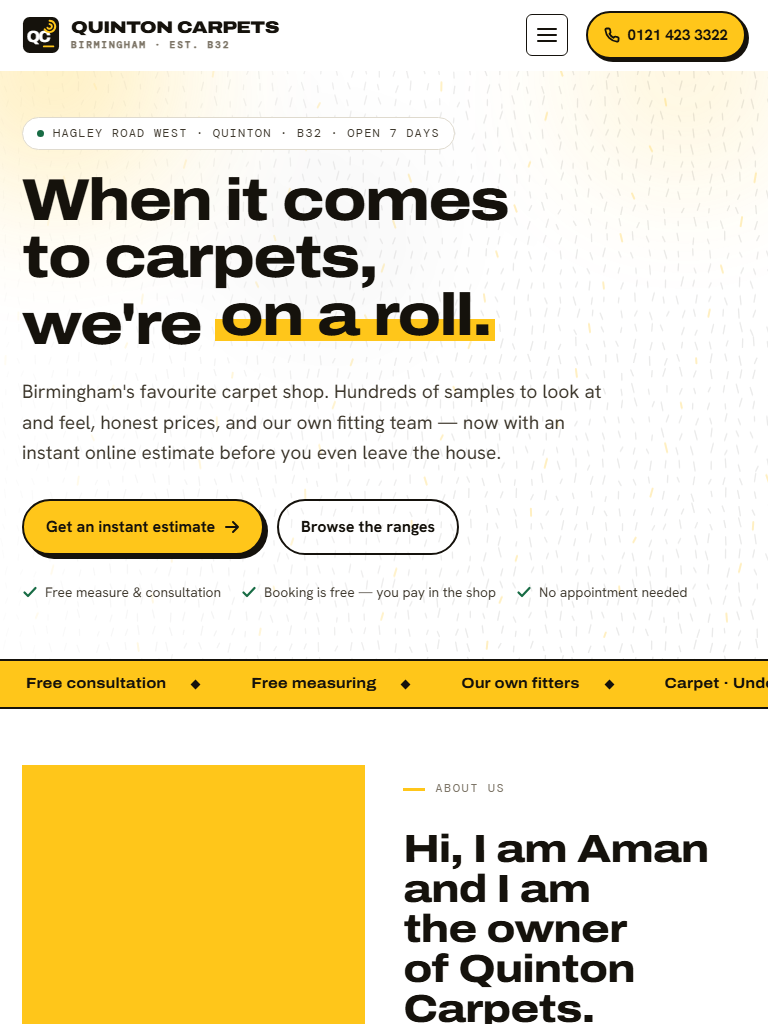 QC
QUINTON CARPETS
BIRMINGHAM · EST. B32
0121 423 3322
HAGLEY ROAD WEST · QUINTON · B32 · OPEN 7 DAYS
When it comes
to carpets,
we're on a roll.
Birmingham's favourite carpet shop. Hundreds of samples to look at
and feel, honest prices, and our own fitting team — now with an
instant online estimate before you even leave the house.
Get an instant estimate →
Browse the ranges
Free measure & consultation
Booking is free — you pay in the shop
No appointment needed
Free consultation ◆ Free measuring ◆ Our own fitters ◆ Carpet ·
ABOUT US
Hi, I am Aman
and I am
the owner
of Quinton
Carpets.